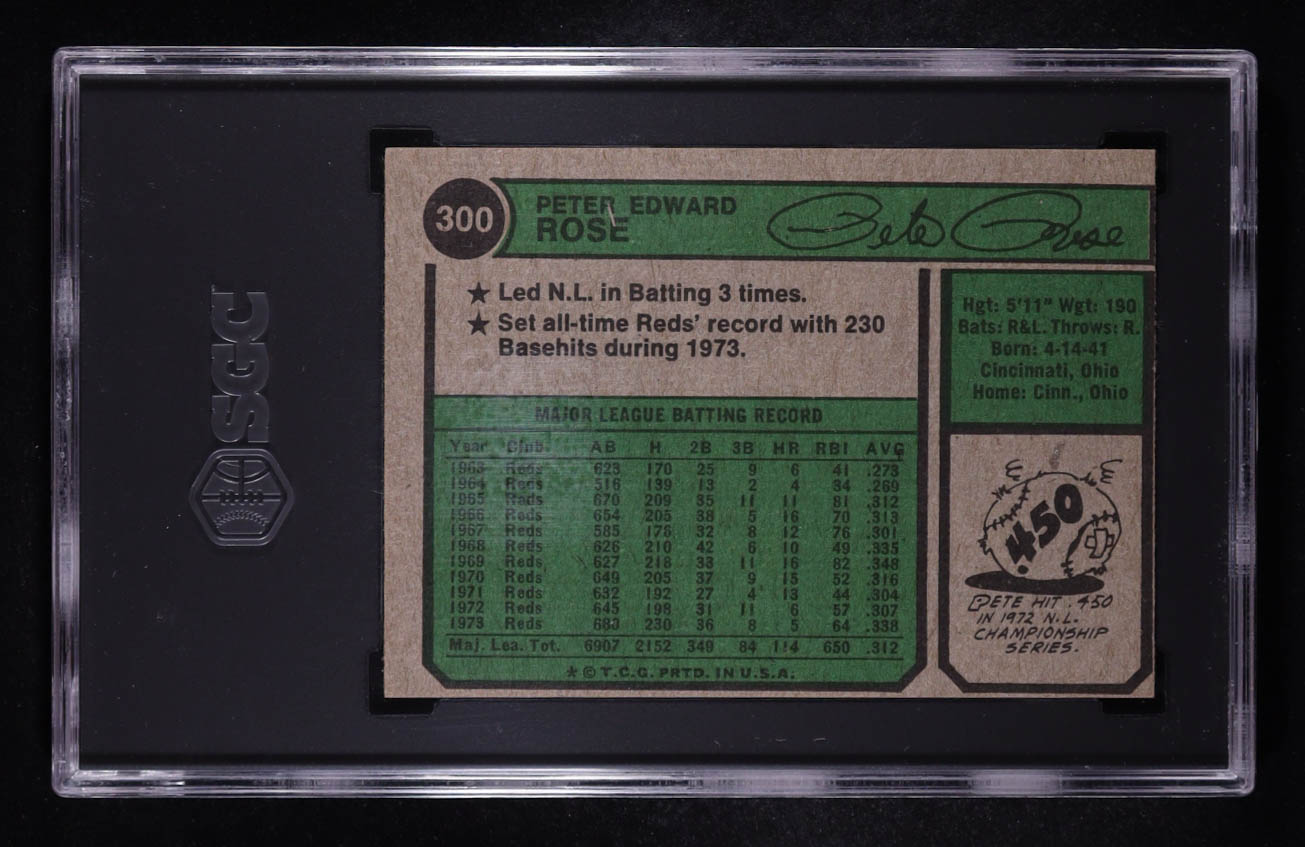 SGC
300
PETER EDWARD
ROSE
Pete Rose
★ Led N.L. in Batting 3 times.
★ Set all-time Reds' record with 230
Basehits during 1973.
Hgt: 5'11" Wgt: 190
Bats: R&L. Throws: R.
Born: 4-14-41
Cincinnati, Ohio
Home: Cinn., Ohio
MAJOR LEAGUE BATTING RECORD
Year Club AB H 2B 3B HR RBI AVG
1963 Reds 623 170 25 9 6 41 .273
1964 Reds 516 139 13 2 4 34 .269
1965 Reds 670 209 35 11 11 81 .312
1966 Reds 654 205 38 5 16 70 .313
1967 Reds 585 176 32 8 12 76 .301
1968 Reds 626 210 42 6 10 49 .335
1969 Reds 627 218 33 11 16 82 .348
1970 Reds 649 205 37 9 15 52 .316
1971 Reds 632 192 27 4 13 44 .304
1972 Reds 645 198 31 11 6 57 .307
1973 Reds 680 230 36 8 5 64 .338
Maj. Lea. Tot. 6907 2152 349 84 114 650 .312
* © T.C.G. PRTD. IN U.S.A.
.450
PETE HIT .450
IN 1972 N.L.
CHAMPIONSHIP
SERIES.